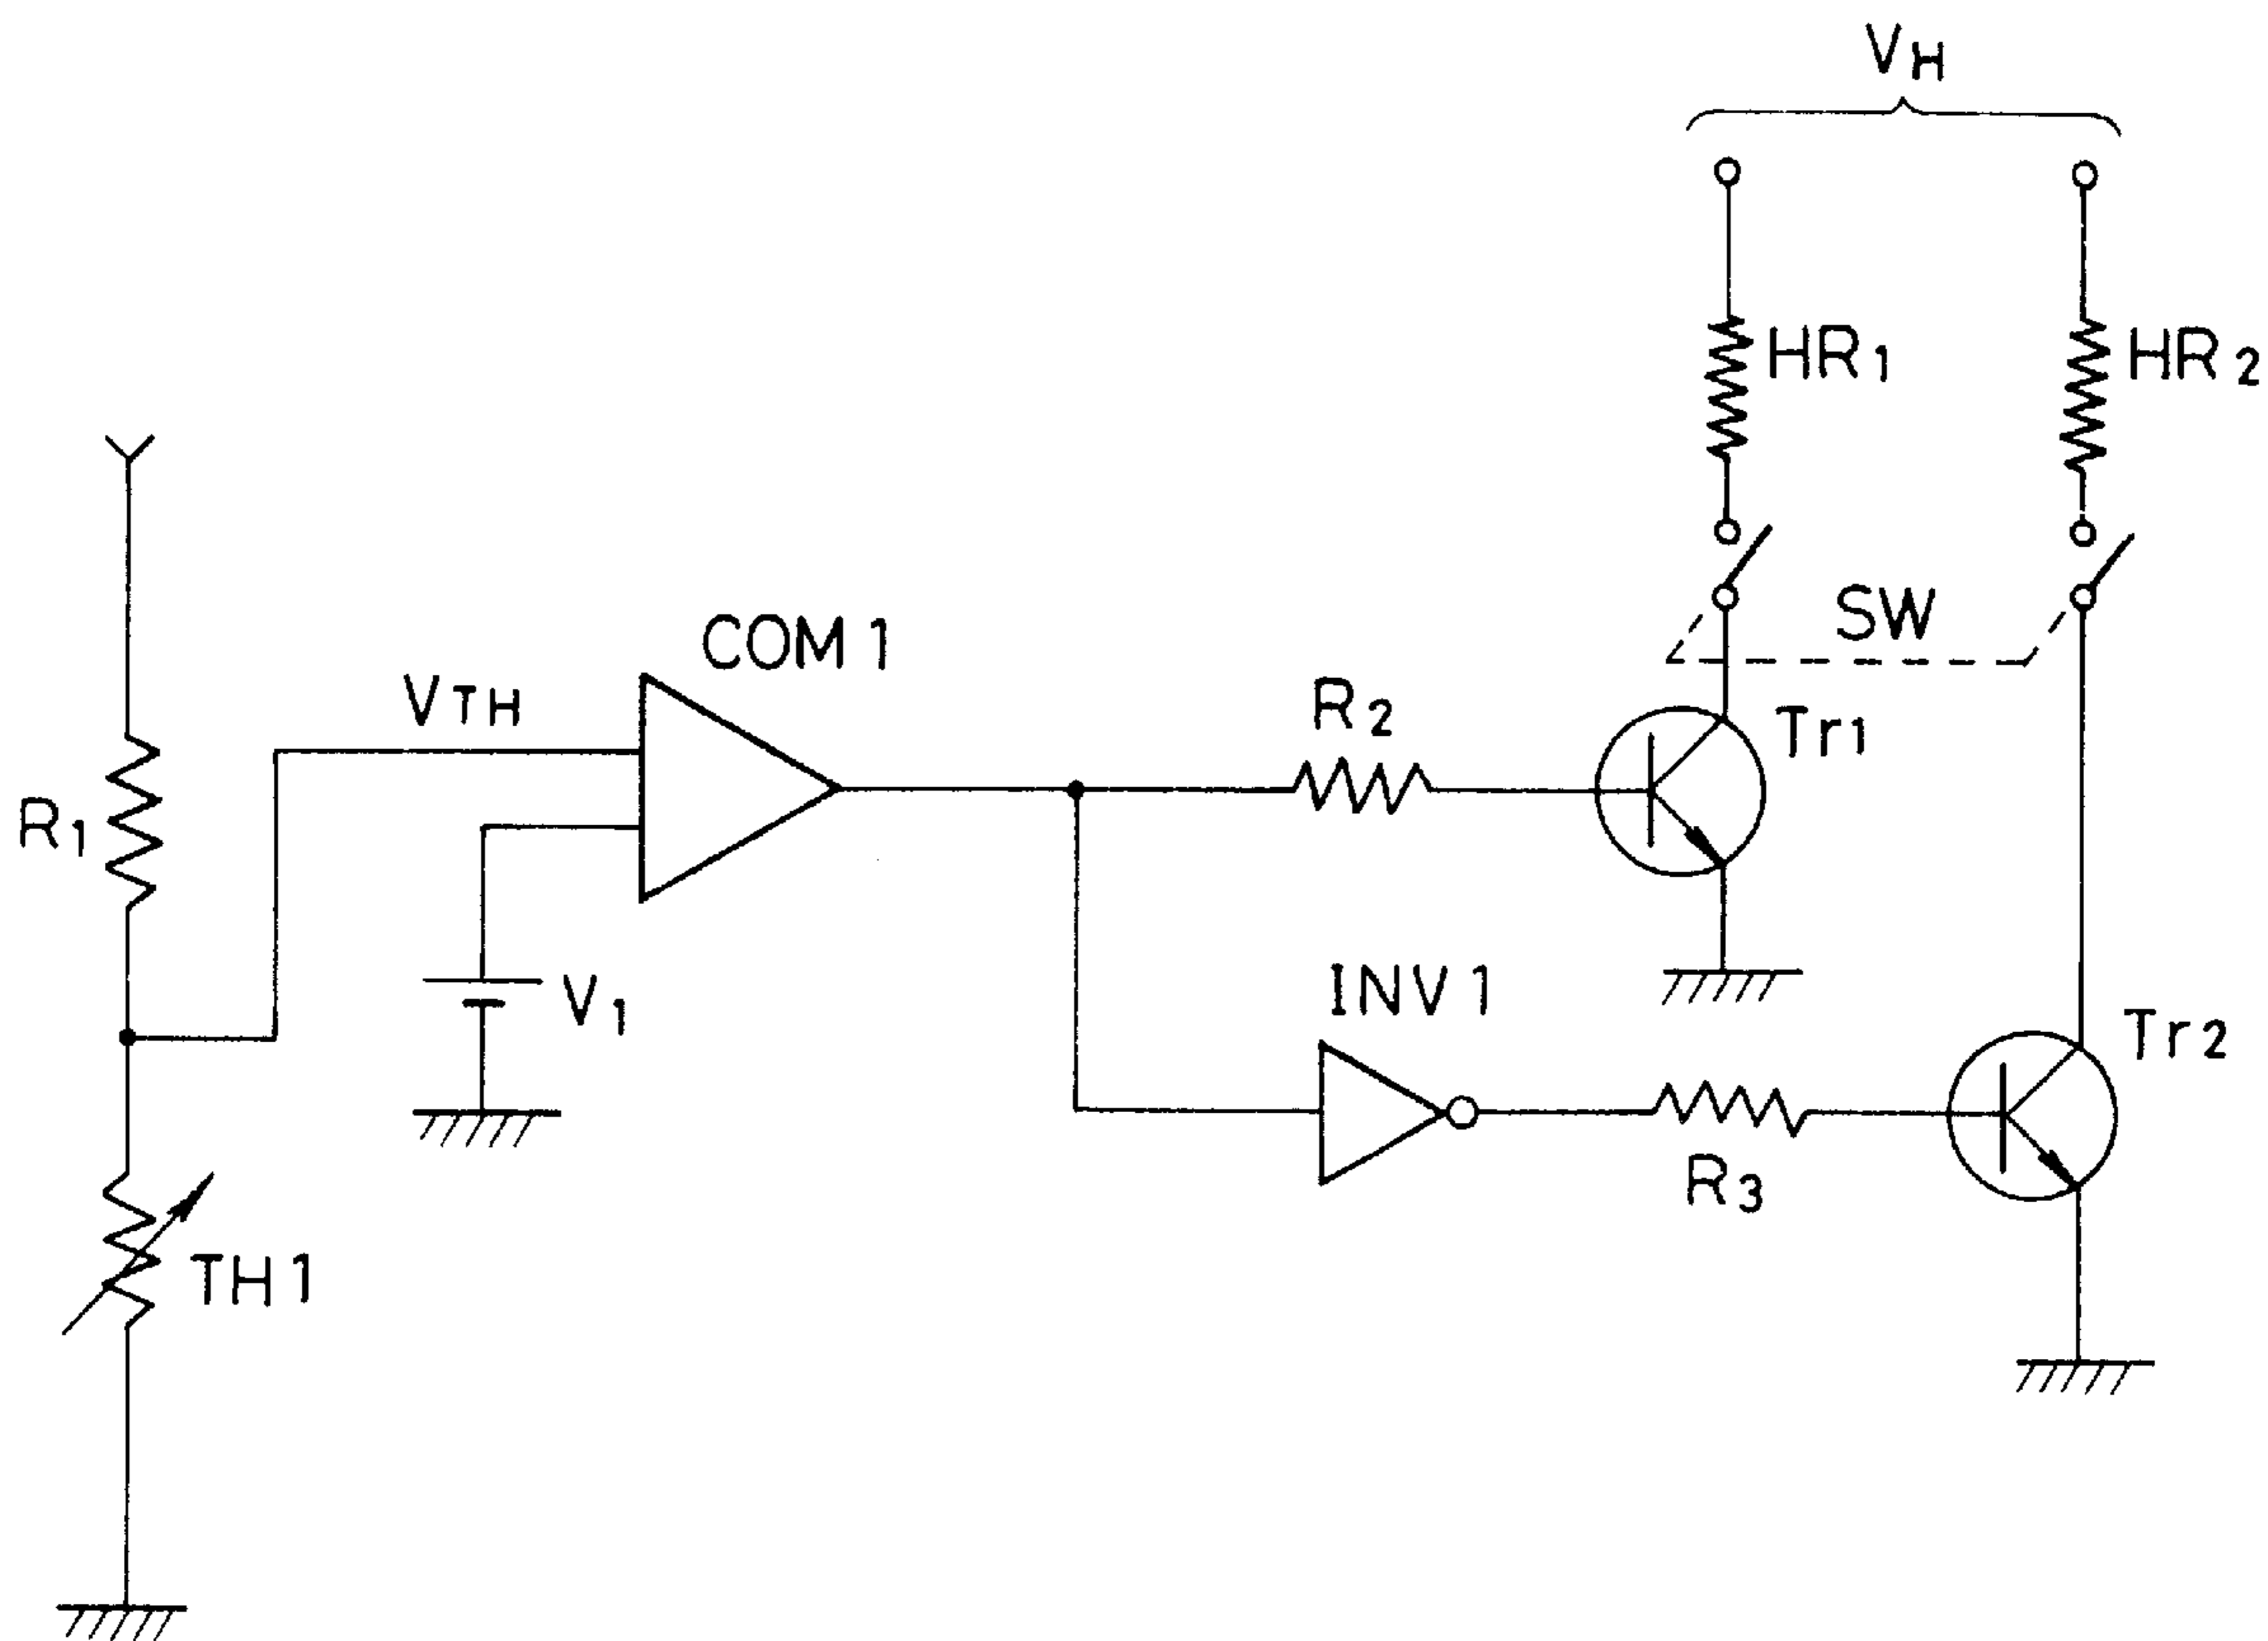 VH
HR1
HR2
SW
COM1
VTH
R2
Tr1
R1
V1
INV1
Tr2
R3
TH1